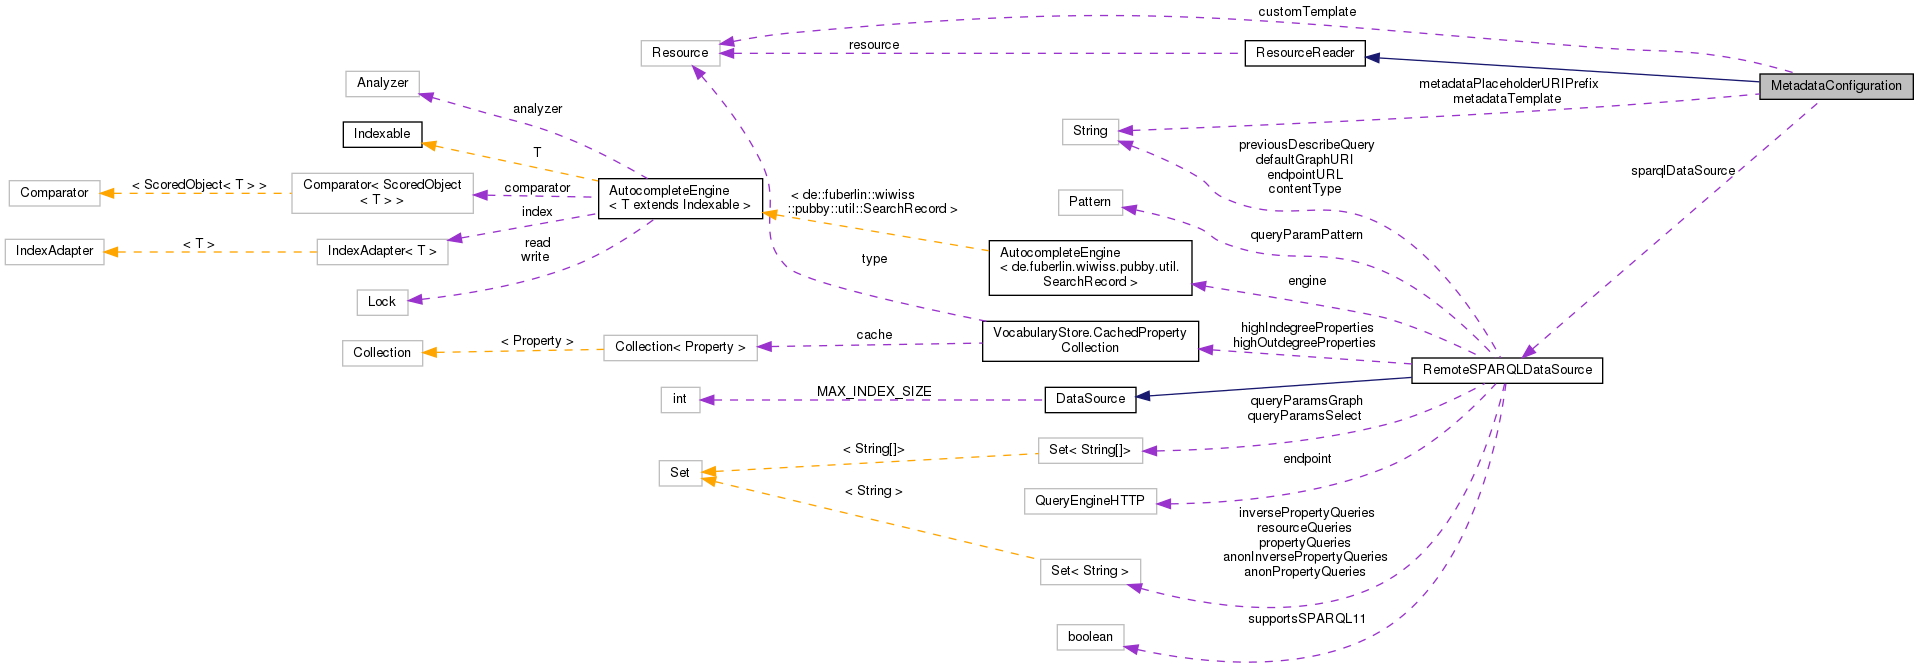 customTemplate
Resource
resource
ResourceReader
MetadataConfiguration
Analyzer
analyzer
metadataPlaceholderURIPrefix
metadataTemplate
Indexable
T
String
previousDescribeQuery
defaultGraphURI
endpointURL
contentType
sparqlDataSource
Comparator
< ScoredObject< T > >
Comparator< ScoredObject
< T > >
comparator
AutocompleteEngine
< T extends Indexable >
< de::fuberlin::wiwiss
::pubby::util::SearchRecord >
Pattern
index
queryParamPattern
IndexAdapter
< T >
IndexAdapter< T >
read
write
type
AutocompleteEngine
< de.fuberlin.wiwiss.pubby.util.
SearchRecord >
engine
Lock
Collection
< Property >
Collection< Property >
cache
VocabularyStore.CachedProperty
Collection
highIndegreeProperties
highOutdegreeProperties
RemoteSPARQLDataSource
int
MAX_INDEX_SIZE
DataSource
queryParamsGraph
queryParamsSelect
Set
< String[]>
Set< String[]>
endpoint
< String >
QueryEngineHTTP
inversePropertyQueries
resourceQueries
propertyQueries
anonInversePropertyQueries
anonPropertyQueries
Set< String >
supportsSPARQL11
boolean